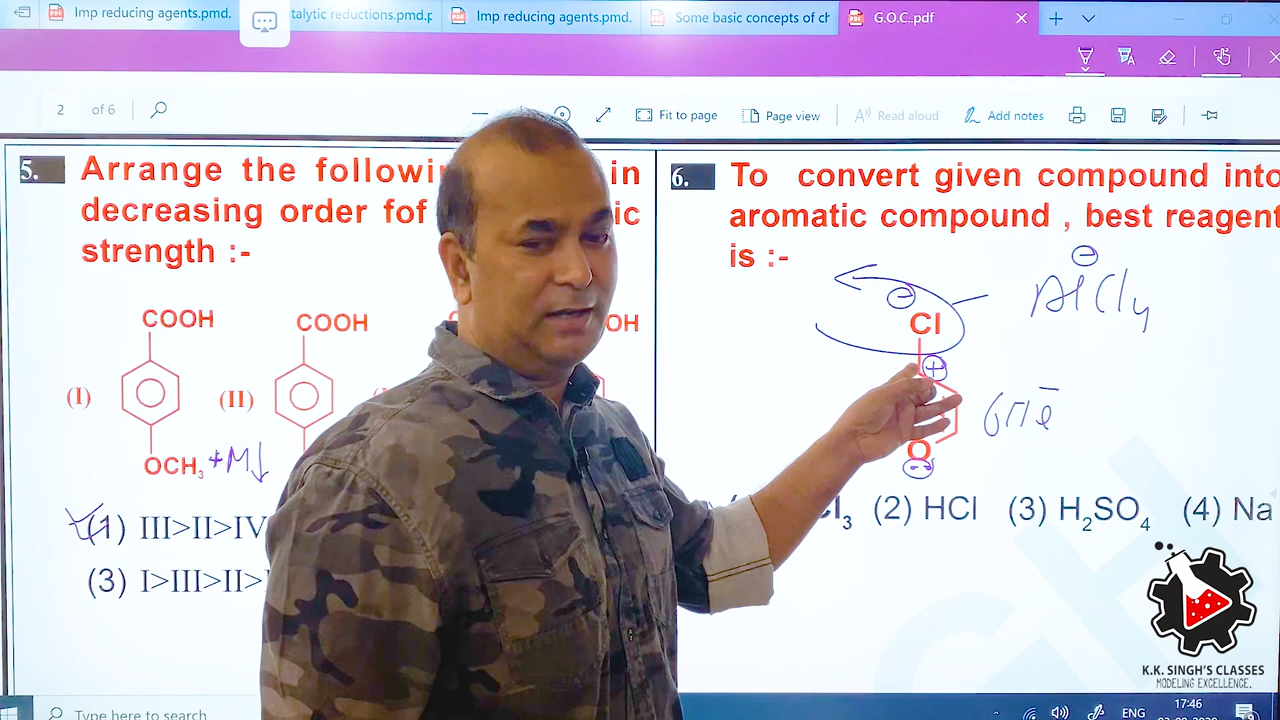 Imp reducing agents.pmd.
talytic reductions.pmd.p
Imp reducing agents.pmd.
Some basic concepts of ch
G.O.C..pdf
2 of 6
Fit to page
Page view
Read aloud
Add notes
5. Arrange the followi in
decreasing order fof ic
strength :-
COOH
COOH
OH
(I)
(II)
OCH3 +M↓
(1) III>II>IV
(3) I>III>II>
6. To convert given compound into
aromatic compound , best reagent
is :-
⊖
AlCl4
⊖
Cl
⊕
6πe̅
O
⊖
Cl3 (2) HCl (3) H2SO4 (4) Na
K.K. SINGH'S CLASSES
MODELING EXCELLENCE.
Type here to search
ENG
17:46